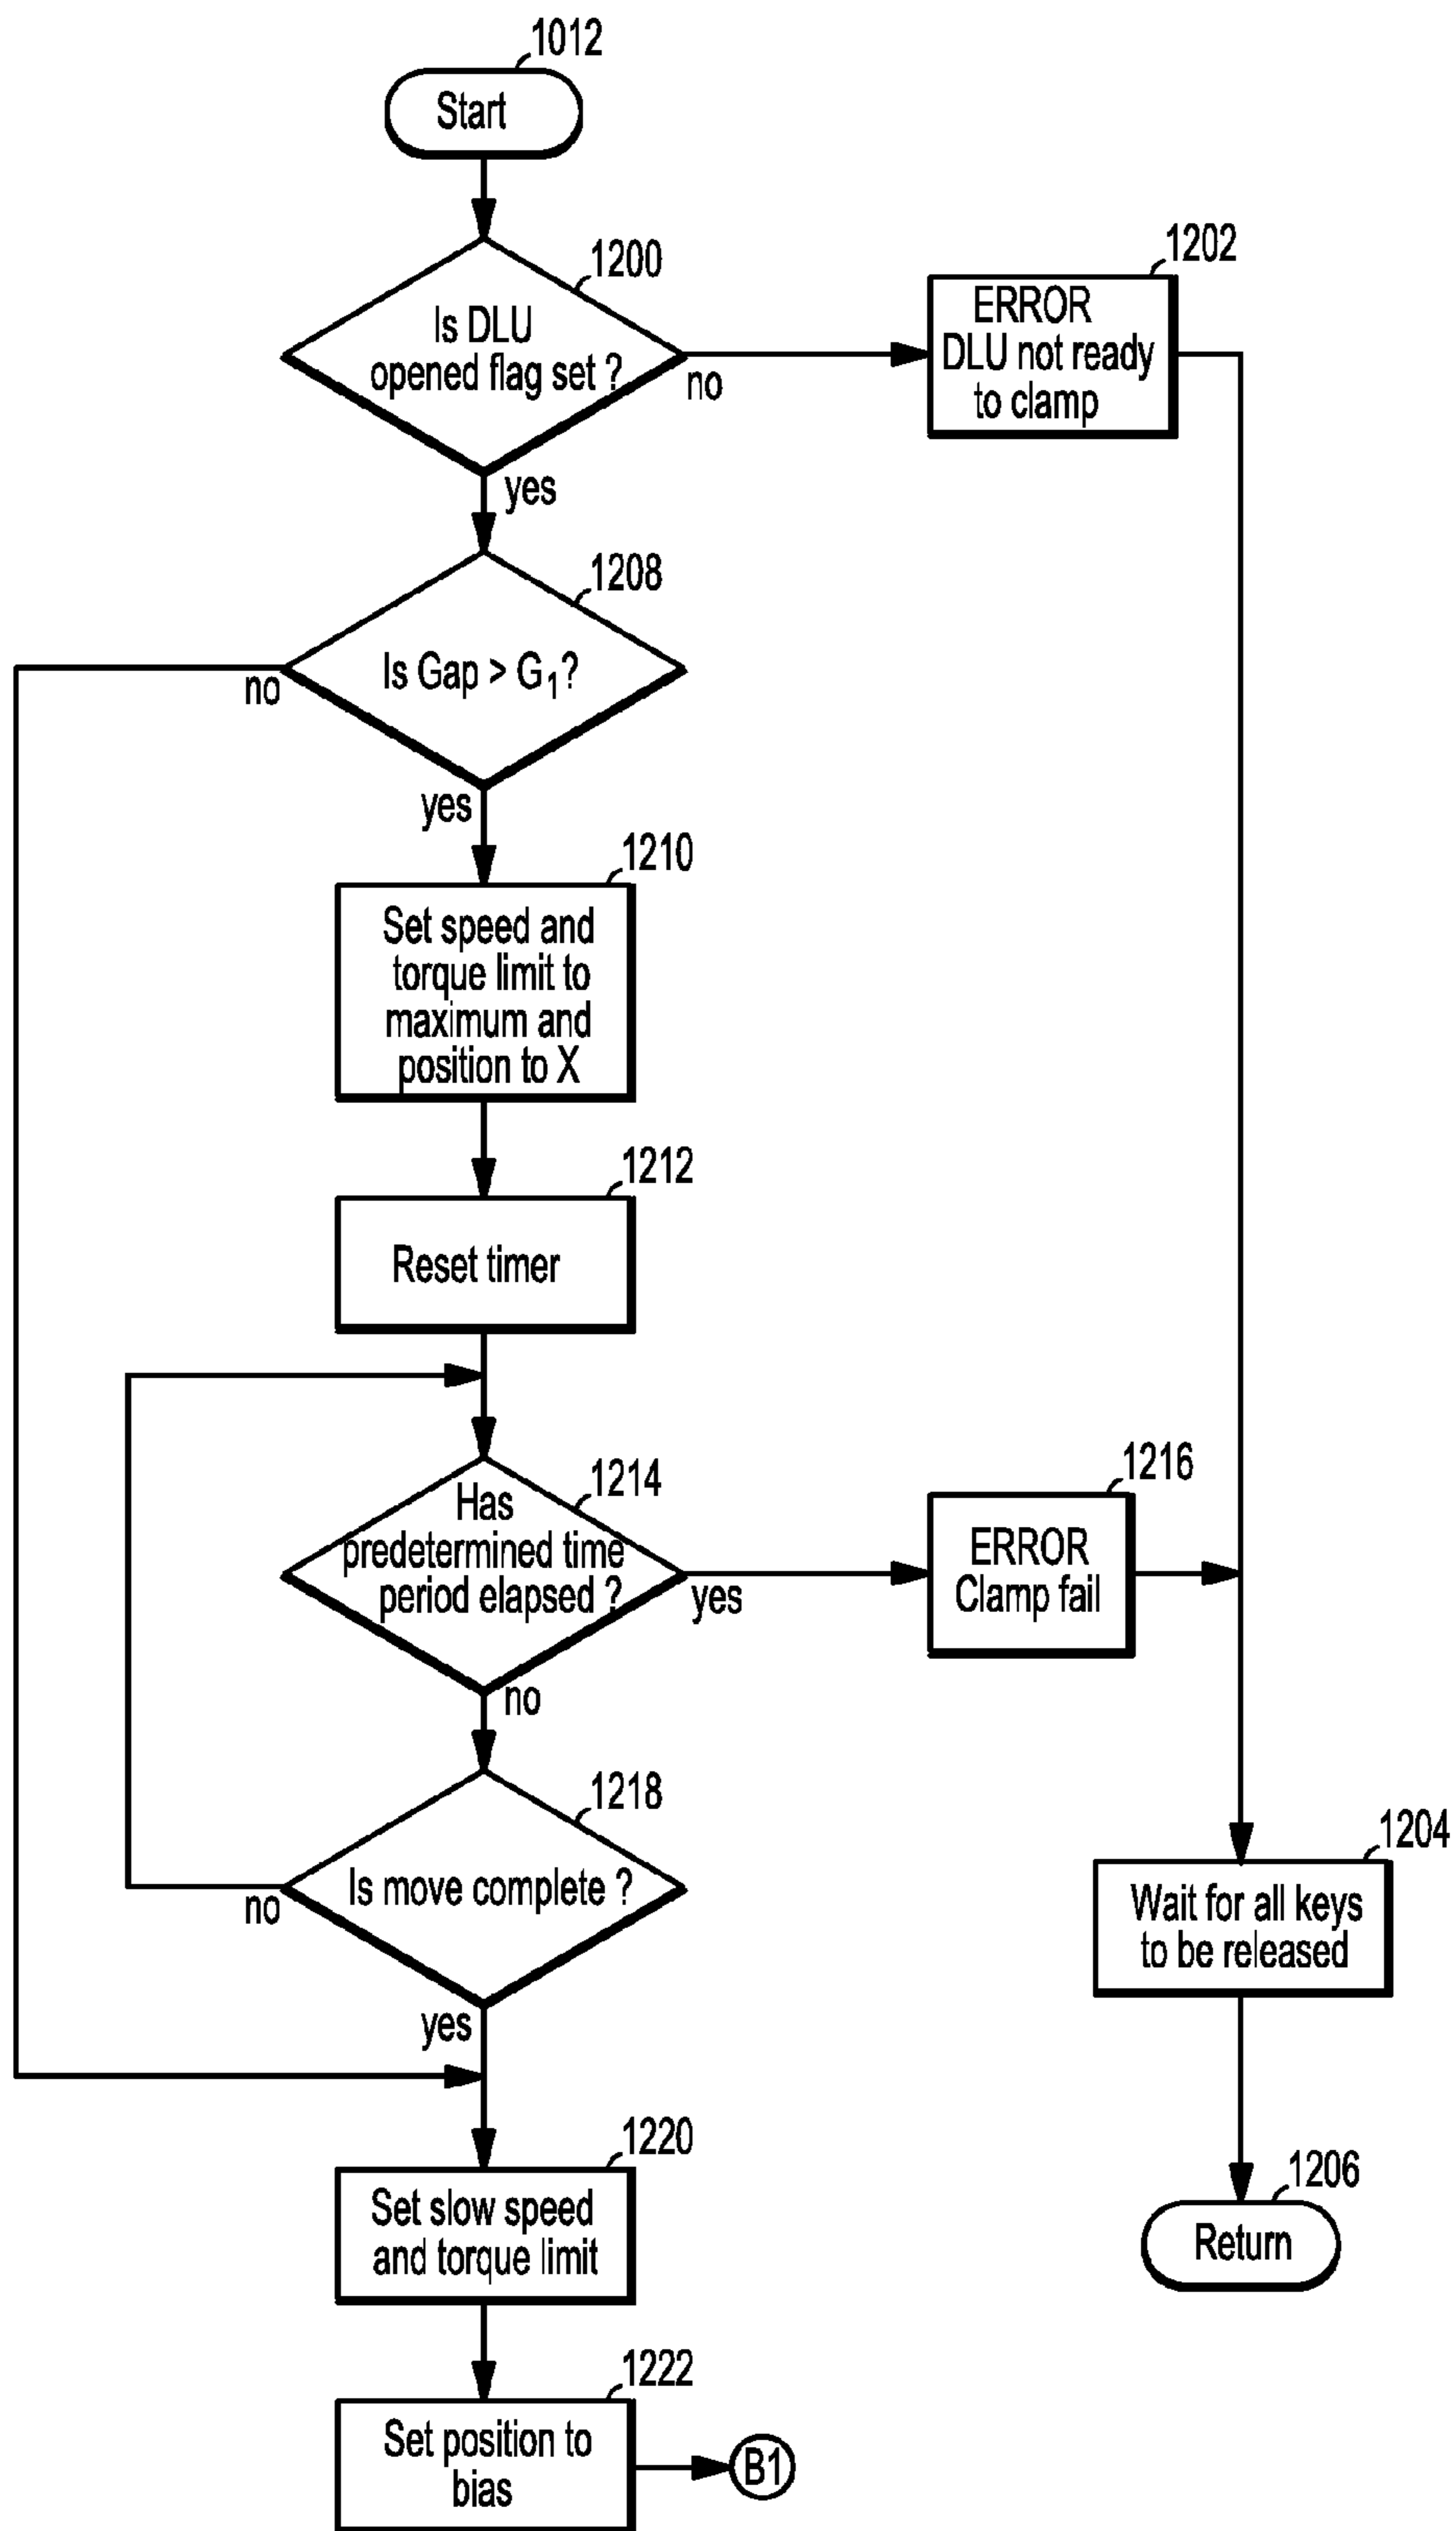 1012
Start
1200
Is DLU
opened flag set ?
no
yes
1202
ERROR
DLU not ready
to clamp
1208
Is Gap > G1?
no
yes
1210
Set speed and
torque limit to
maximum and
position to X
1212
Reset timer
1214
Has
predetermined time
period elapsed ?
yes
no
1216
ERROR
Clamp fail
1218
Is move complete ?
no
yes
1204
Wait for all keys
to be released
1206
Return
1220
Set slow speed
and torque limit
1222
Set position to
bias
B1